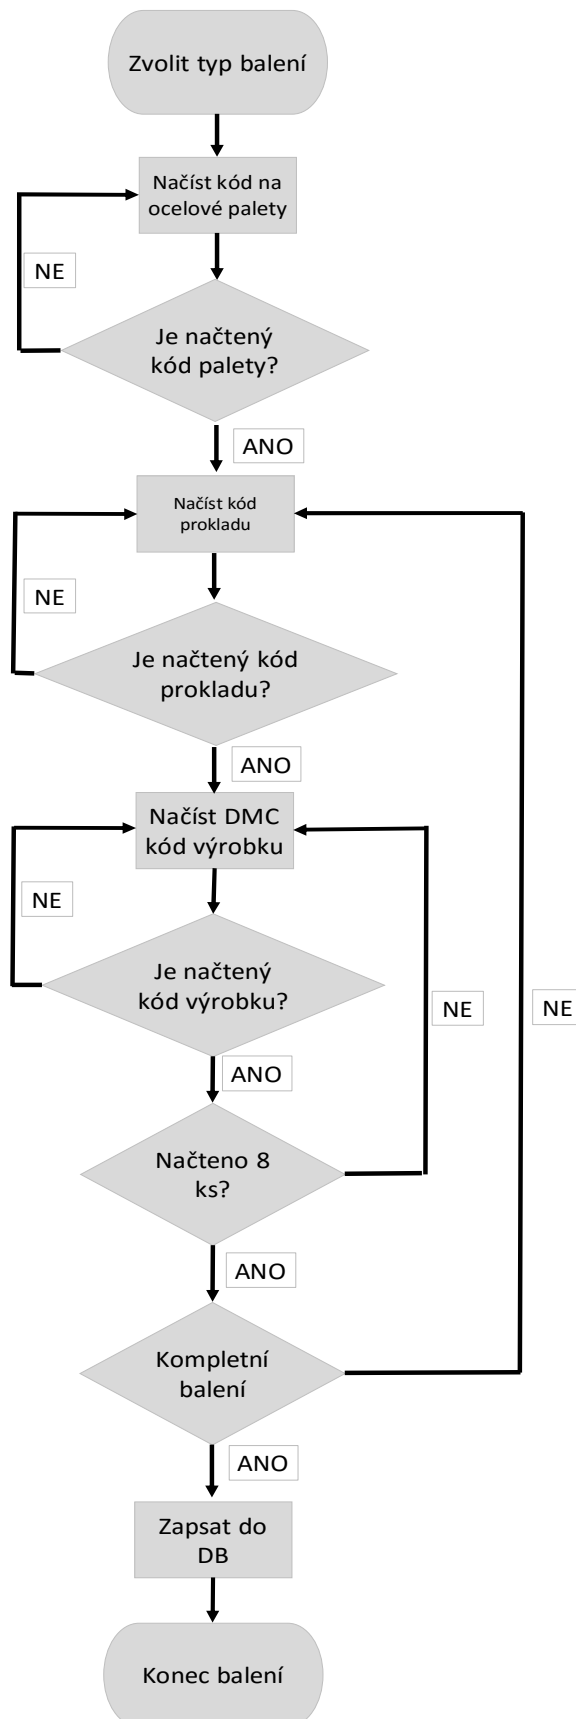 Zvolit typ balení
Načíst kód na
ocelové palety
NE
Je načtený
kód palety?
ANO
Načíst kód
prokladu
NE
Je načtený kód
prokladu?
ANO
Načíst DMC
kód výrobku
NE
Je načtený
kód výrobku?
NE
NE
ANO
Načteno 8
ks?
ANO
Kompletní
balení
ANO
Zapsat do
DB
Konec balení